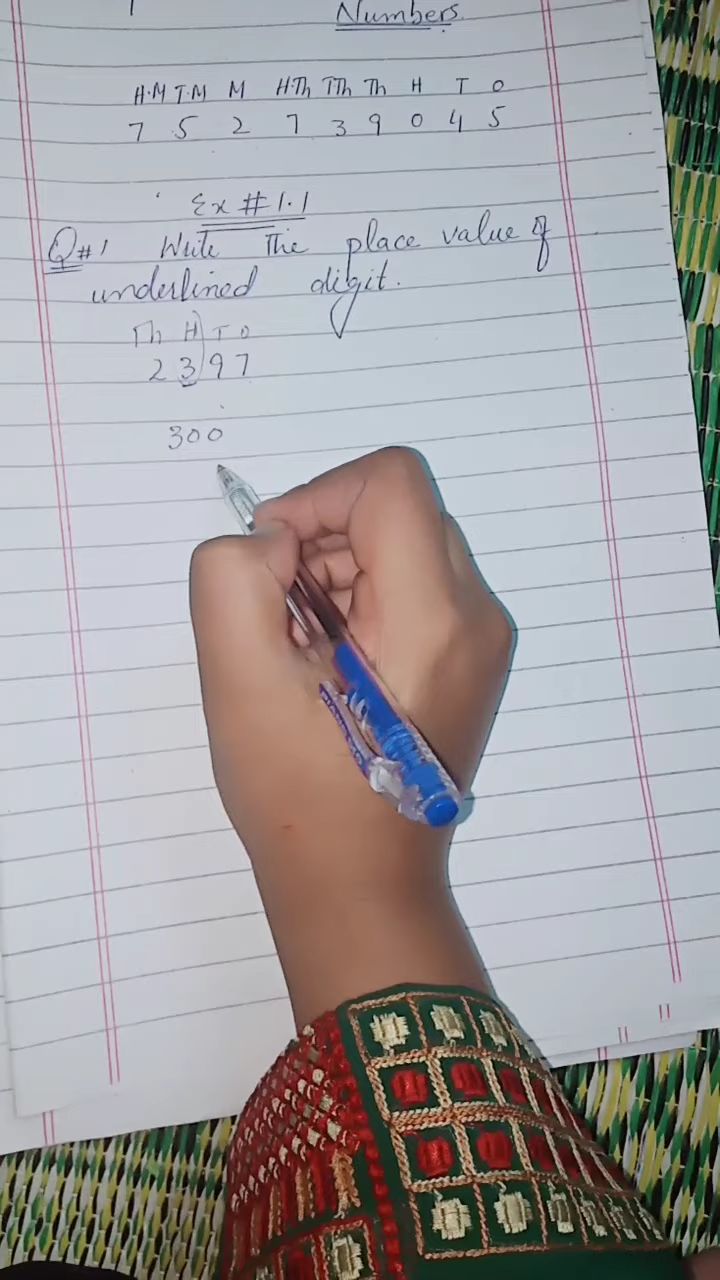 Numbers
H.M T.M M H.Th TTh Th H T O
7 5 2 7 3 9 0 4 5
Ex # 1.1
Q#1 Write The place value of
underlined digit.
Th H T O
2 3 9 7
300